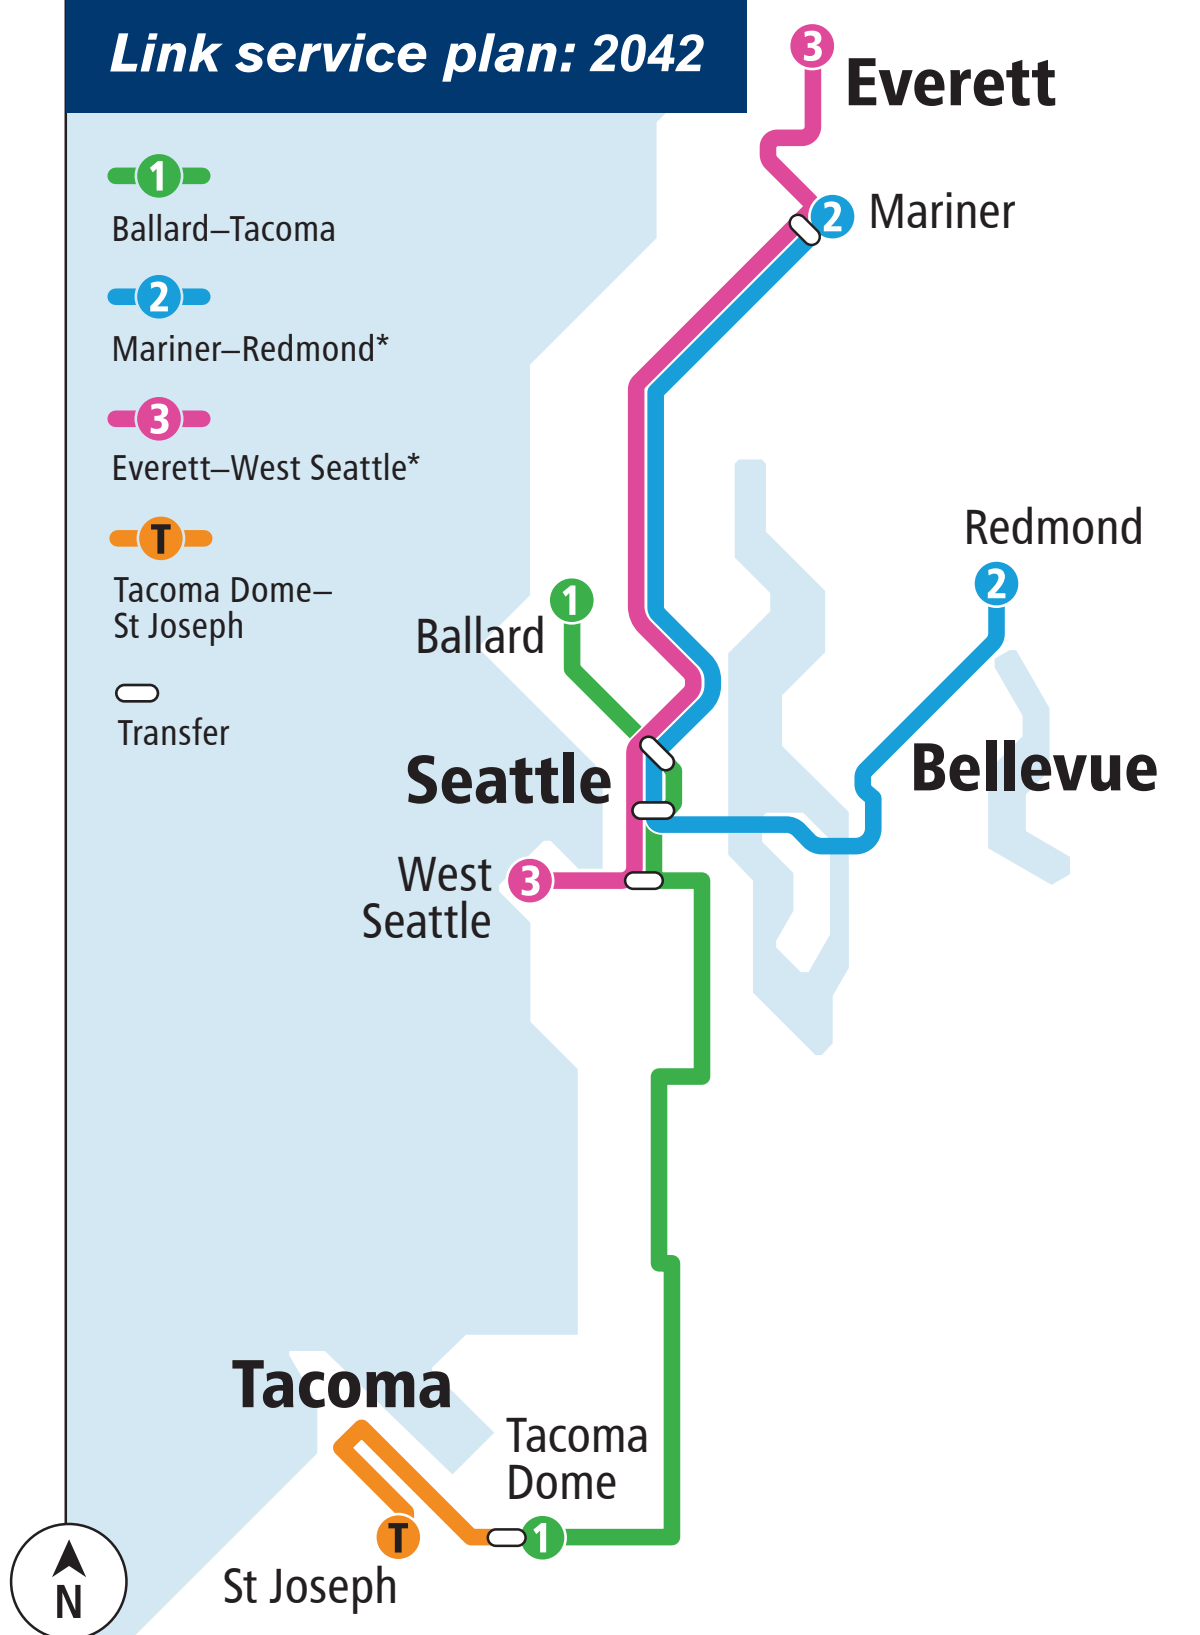 Link service plan: 2042
1
Ballard–Tacoma
2
Mariner–Redmond*
3
Everett–West Seattle*
T
Tacoma Dome–
St Joseph
Transfer
3
Everett
2
Mariner
Redmond
2
1
Ballard
Seattle
Bellevue
West
Seattle
3
Tacoma
Tacoma
Dome
T
1
St Joseph
N